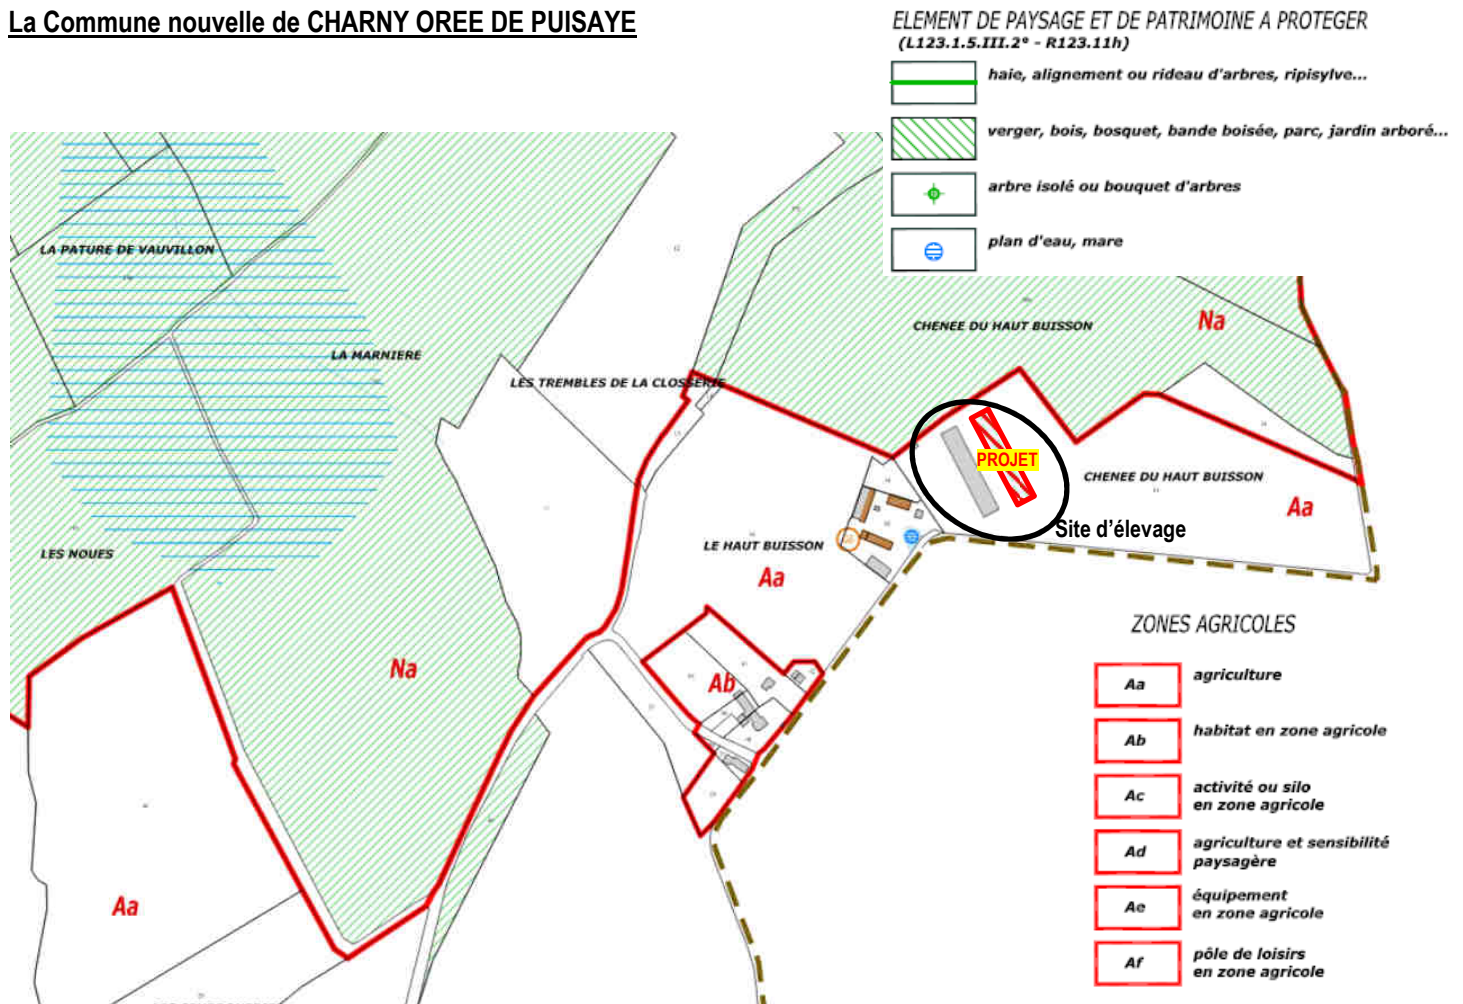 La Commune nouvelle de CHARNY OREE DE PUISAYE
ELEMENT DE PAYSAGE ET DE PATRIMOINE A PROTEGER
(L123.1.5.III.2° - R123.11h)
haie, alignement ou rideau d'arbres, ripisylve...
verger, bois, bosquet, bande boisée, parc, jardin arboré...
arbre isolé ou bouquet d'arbres
plan d'eau, mare
LA PATURE DE VAUVILLON
LA MARNIERE
LES TREMBLES DE LA CLOSSERIE
CHENEE DU HAUT BUISSON
Na
PROJET
CHENEE DU HAUT BUISSON
Aa
Site d'élevage
LES NOUES
LE HAUT BUISSON
Aa
Na
Ab
Aa
ZONES AGRICOLES
Aa
agriculture
Ab
habitat en zone agricole
Ac
activité ou silo
en zone agricole
Ad
agriculture et sensibilité
paysagère
Ae
équipement
en zone agricole
Af
pôle de loisirs
en zone agricole